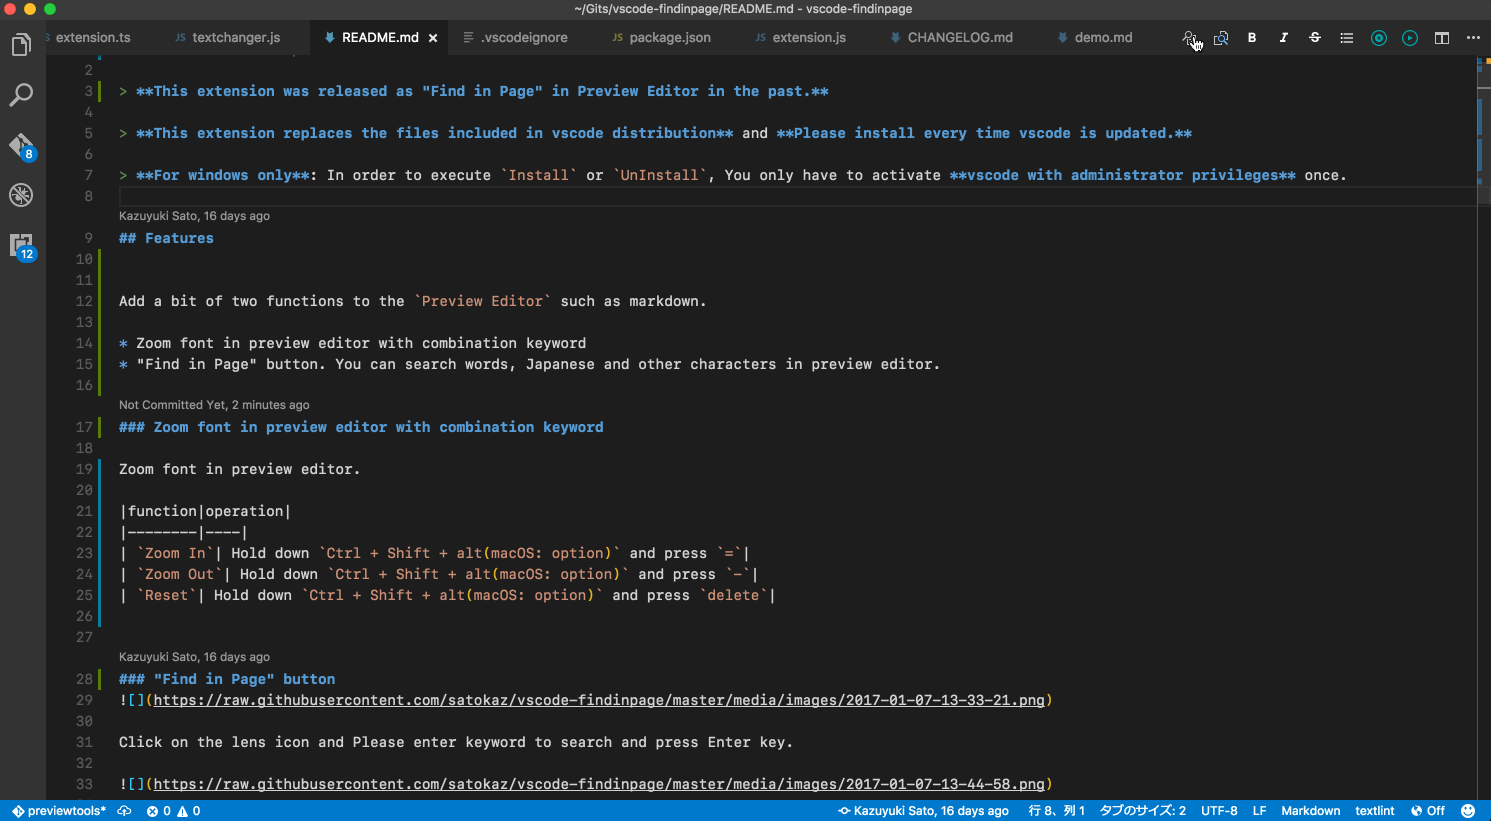 ~/Gits/vscode-findinpage/README.md - vscode-findinpage
extension.ts JS textchanger.js README.md .vscodeignore JS package.json JS extension.js CHANGELOG.md demo.md B I S
2
3 > **This extension was released as "Find in Page" in Preview Editor in the past.**
4
5 > **This extension replaces the files included in vscode distribution** and **Please install every time vscode is updated.**
6
7 > **For windows only**: In order to execute `Install` or `UnInstall`, You only have to activate **vscode with administrator privileges** once.
8
Kazuyuki Sato, 16 days ago
9 ## Features
10
11
12 Add a bit of two functions to the `Preview Editor` such as markdown.
13
14 * Zoom font in preview editor with combination keyword
15 * "Find in Page" button. You can search words, Japanese and other characters in preview editor.
16
Not Committed Yet, 2 minutes ago
17 ### Zoom font in preview editor with combination keyword
18
19 Zoom font in preview editor.
20
21 |function|operation|
22 |--------|----|
23 | `Zoom In`| Hold down `Ctrl + Shift + alt(macOS: option)` and press `=`|
24 | `Zoom Out`| Hold down `Ctrl + Shift + alt(macOS: option)` and press `-`|
25 | `Reset`| Hold down `Ctrl + Shift + alt(macOS: option)` and press `delete`|
26
27
Kazuyuki Sato, 16 days ago
28 ### "Find in Page" button
29 ![](https://raw.githubusercontent.com/satokaz/vscode-findinpage/master/media/images/2017-01-07-13-33-21.png)
30
31 Click on the lens icon and Please enter keyword to search and press Enter key.
32
33 ![](https://raw.githubusercontent.com/satokaz/vscode-findinpage/master/media/images/2017-01-07-13-44-58.png)
8
12
previewtools* 0 0 Kazuyuki Sato, 16 days ago 行 8、列 1 タブのサイズ: 2 UTF-8 LF Markdown textlint Off